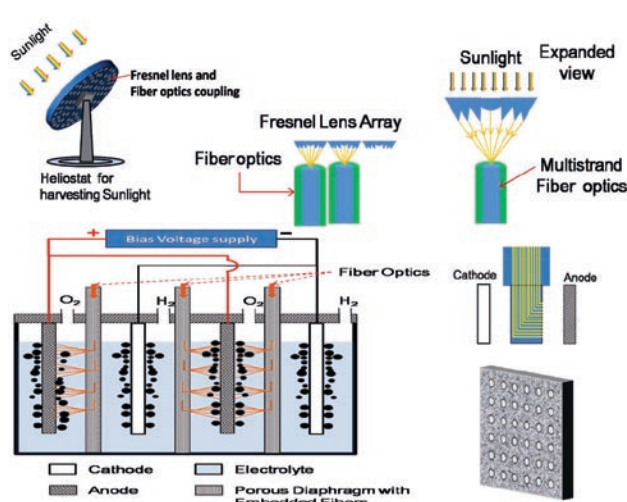 Sunlight
Fresnel lens and
Fiber optics coupling
Heliostat for
harvesting Sunlight
Fresnel Lens Array
Fiber optics
Sunlight
Expanded
view
Multistrand
Fiber optics
+ Bias Voltage supply −
Fiber Optics
O2
H2
O2
H2
Cathode
Anode
Cathode
Electrolyte
Anode
Porous Diaphragm with
Embedded Fibers